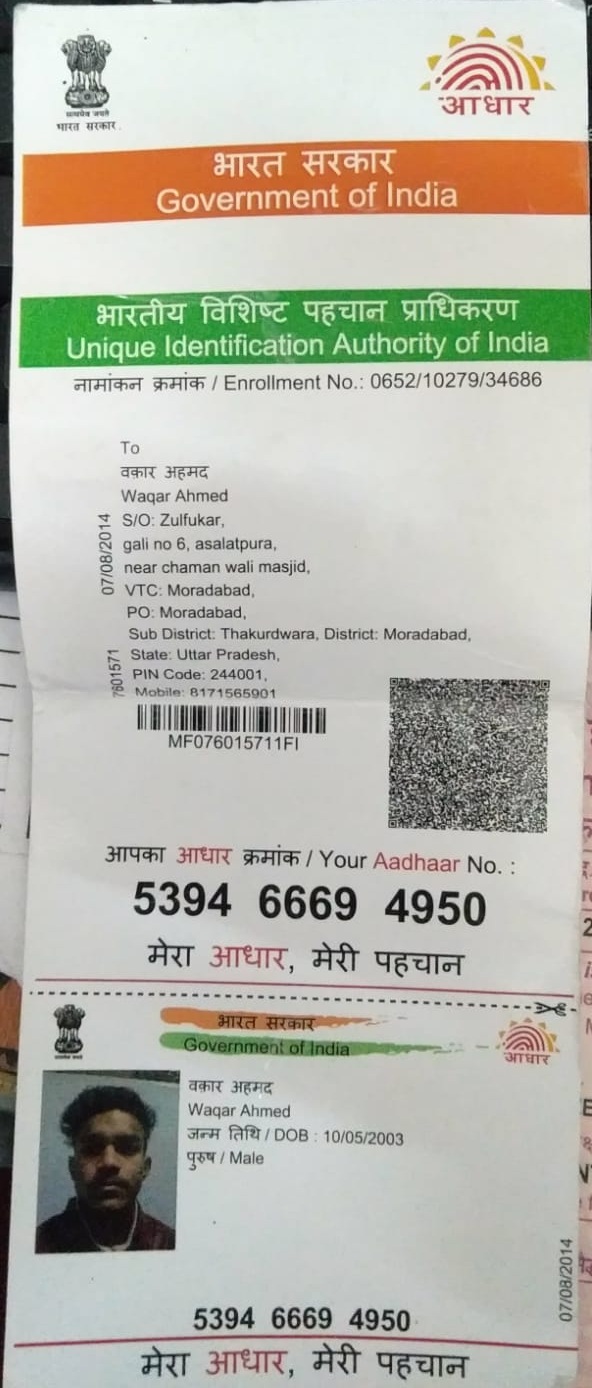 सत्यमेव जयते
भारत सरकार
आधार
भारत सरकार
Government of India
भारतीय विशिष्ट पहचान प्राधिकरण
Unique Identification Authority of India
नामांकन क्रमांक / Enrollment No.: 0652/10279/34686
To
वक़ार अहमद
Waqar Ahmed
S/O: Zulfukar,
gali no 6, asalatpura,
near chaman wali masjid,
VTC: Moradabad,
PO: Moradabad,
Sub District: Thakurdwara, District: Moradabad,
State: Uttar Pradesh,
PIN Code: 244001,
Mobile: 8171565901
07/08/2014
7601571
MF076015711FI
आपका आधार क्रमांक / Your Aadhaar No. :
5394 6669 4950
मेरा आधार, मेरी पहचान
भारत सरकार
Government of India
आधार
वक़ार अहमद
Waqar Ahmed
जन्म तिथि / DOB : 10/05/2003
पुरुष / Male
07/08/2014
5394 6669 4950
मेरा आधार, मेरी पहचान